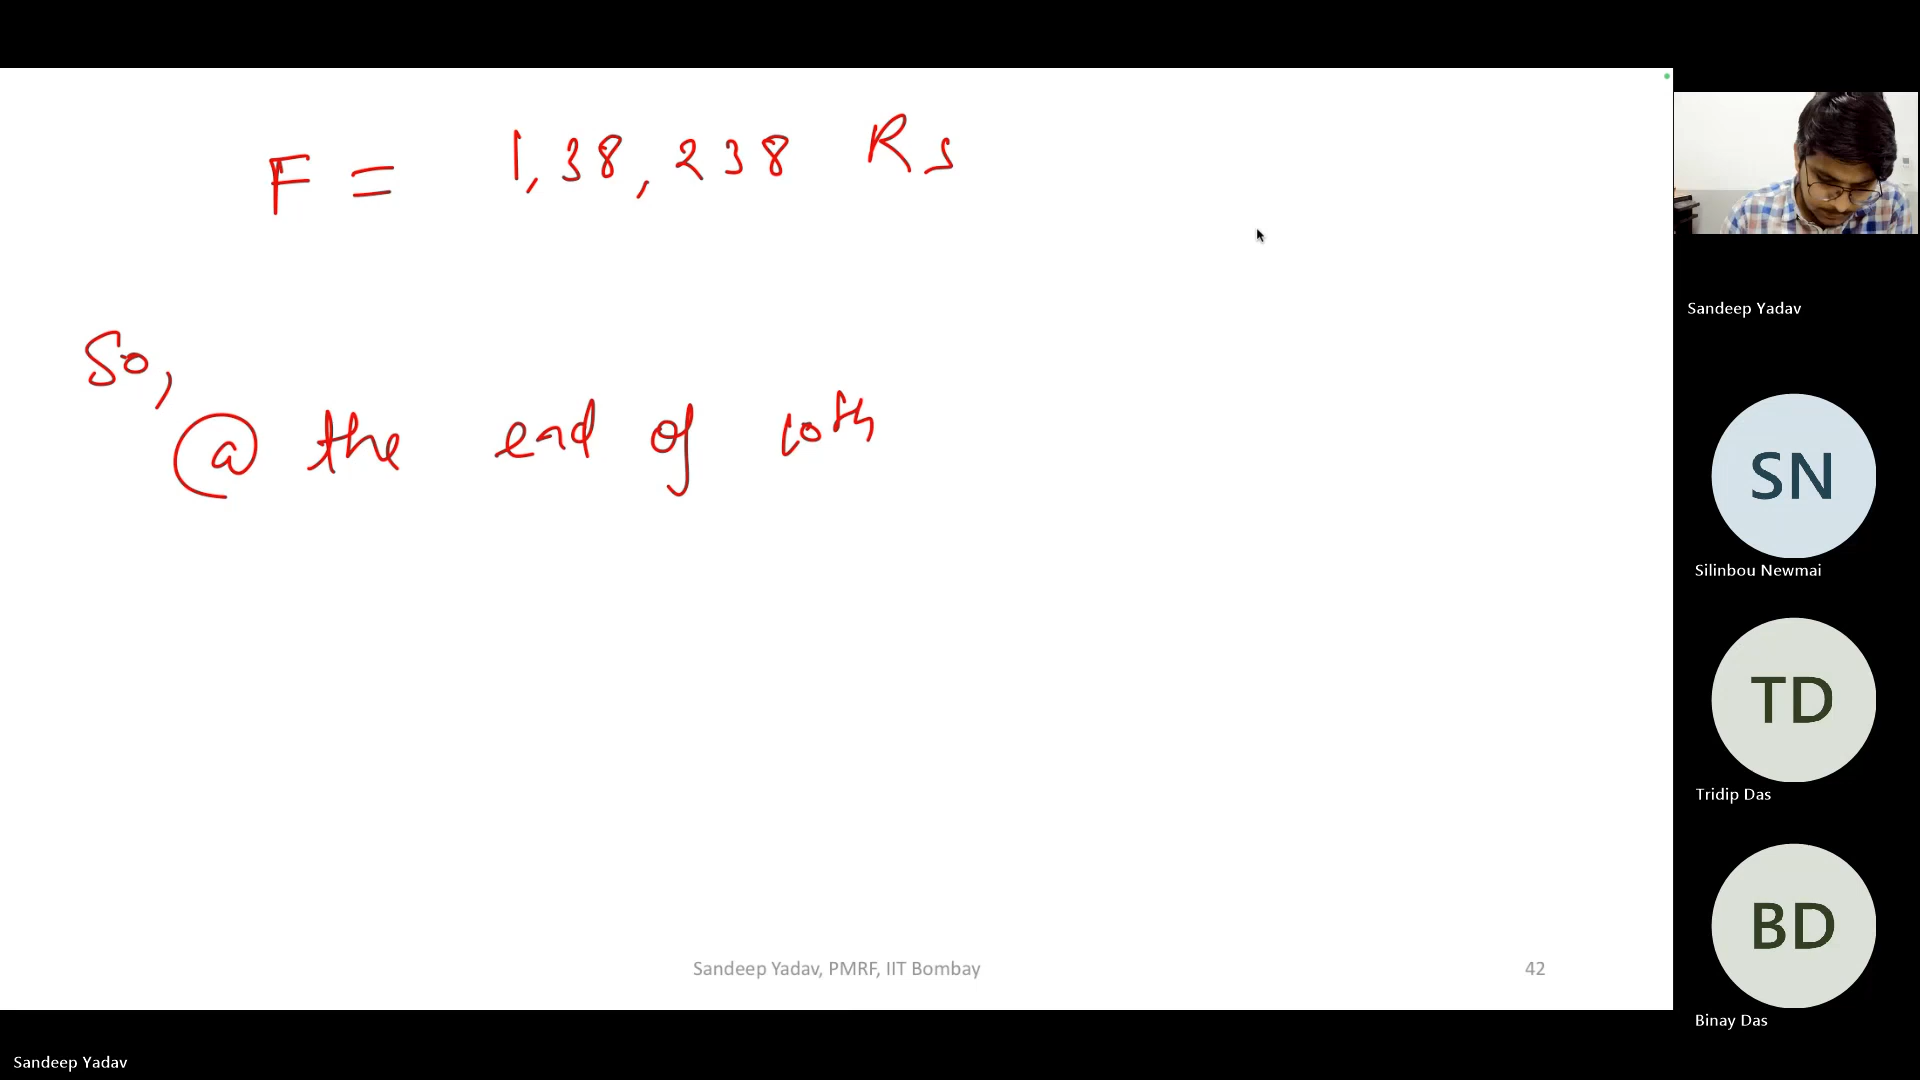 F = 1,38,238 Rs
So,
@ the end of 10th
Sandeep Yadav, PMRF, IIT Bombay
42
Sandeep Yadav
SN
Silinbou Newmai
TD
Tridip Das
BD
Binay Das
Sandeep Yadav